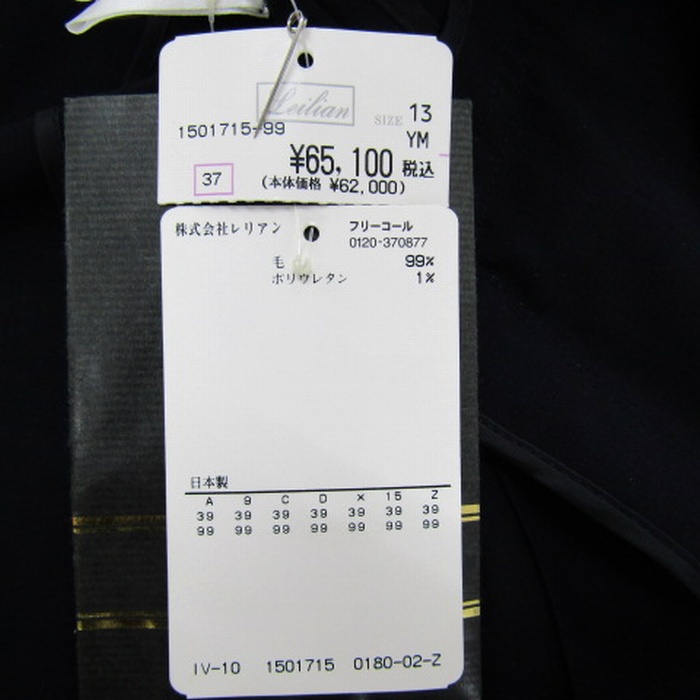 Leilian
SIZE 13
1501715-99
YM
¥65,100 税込
37
(本体価格 ¥62,000)
株式会社レリアン
フリーコール
0120-370877
毛 99%
ポリウレタン 1%
日本製
A 9 C D × 15 Z
39 39 39 39 39 39 39
99 99 99 99 99 99 99
IV-10 1501715 0180-02-Z